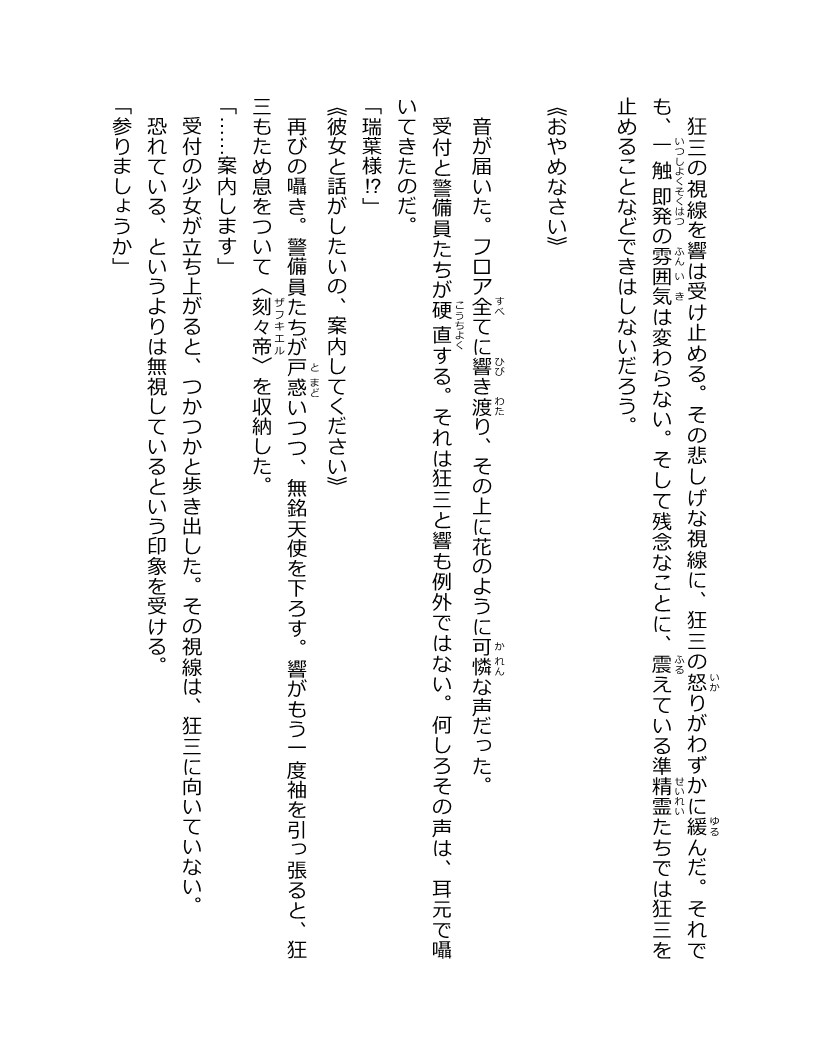 狂三の視線を響は受け止める。その悲しげな視線に、狂三の怒りがわずかに緩んだ。それで
も、一触即発の雰囲気は変わらない。そして残念なことに、震えている準精霊たちでは狂三を
止めることなどできはしないだろう。
《おやめなさい》
　音が届いた。フロア全てに響き渡り、その上に花のように可憐な声だった。
　受付と警備員たちが硬直する。それは狂三と響も例外ではない。何しろその声は、耳元で囁
いてきたのだ。
「瑞葉様!?」
《彼女と話がしたいの、案内してください》
　再びの囁き。警備員たちが戸惑いつつ、無銘天使を下ろす。響がもう一度袖を引っ張ると、狂
三もため息をついて〈刻々帝〉を収納した。
「……案内します」
　受付の少女が立ち上がると、つかつかと歩き出した。その視線は、狂三に向いていない。
　恐れている、というよりは無視しているという印象を受ける。
「参りましょうか」